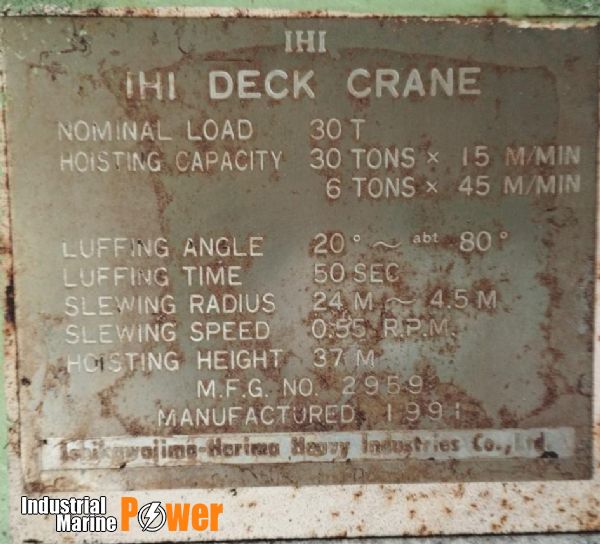 IHI
IHI DECK CRANE
NOMINAL LOAD 30 T
HOISTING CAPACITY 30 TONS × 15 M/MIN
6 TONS × 45 M/MIN
LUFFING ANGLE 20° ~ abt 80°
LUFFING TIME 50 SEC
SLEWING RADIUS 24 M ~ 4.5 M
SLEWING SPEED 0.55 R.P.M.
HOISTING HEIGHT 37 M
M.F.G. NO. 2959
MANUFACTURED 1991
Ishikawajima-Harima Heavy Industries Co.,Ltd.
Industrial
Marine Power